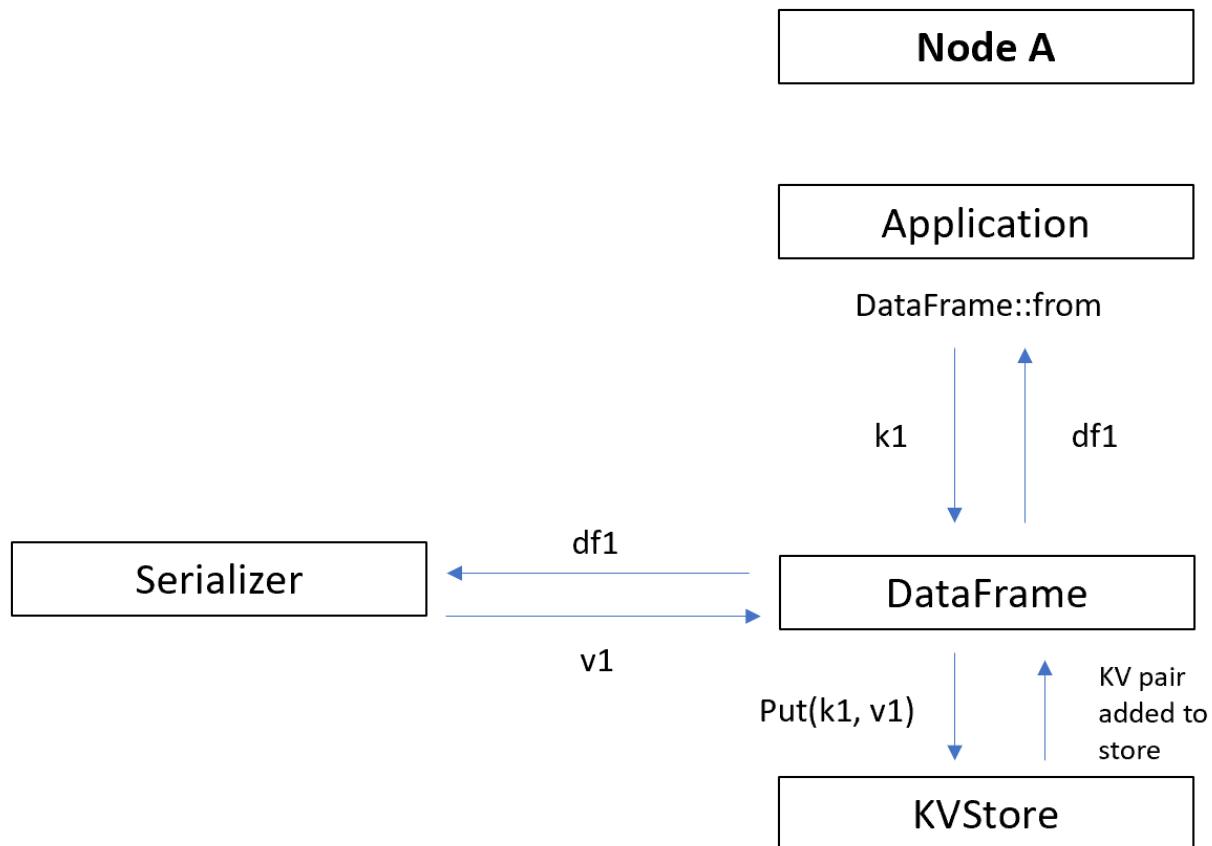 Node A
Application
DataFrame::from
k1
df1
df1
Serializer
DataFrame
v1
Put(k1, v1)
KV pair
added to
store
KVStore